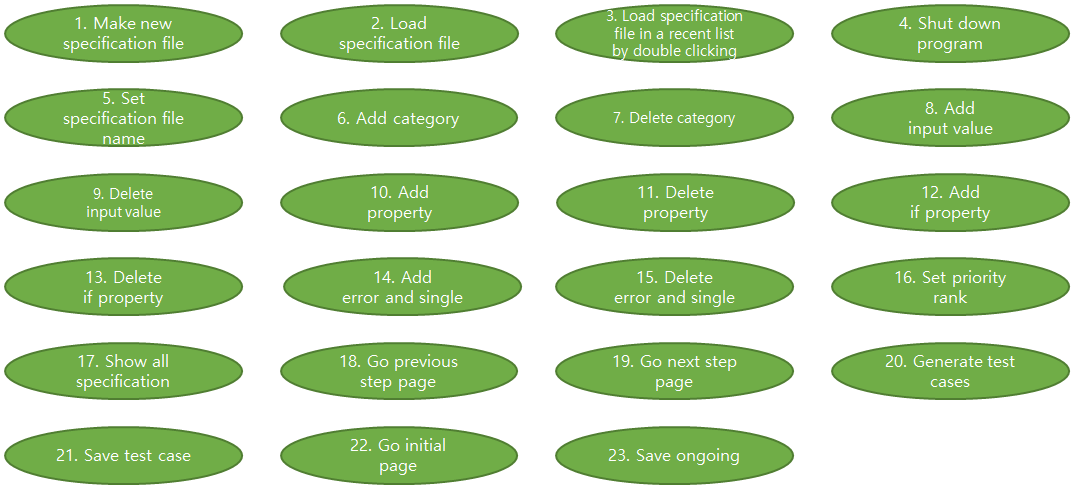 1. Make new
specification file
2. Load
specification file
3. Load specification
file in a recent list
by double clicking
4. Shut down
program
5. Set
specification file
name
6. Add category
7. Delete category
8. Add
input value
9. Delete
input value
10. Add
property
11. Delete
property
12. Add
if property
13. Delete
if property
14. Add
error and single
15. Delete
error and single
16. Set priority
rank
17. Show all
specification
18. Go previous
step page
19. Go next step
page
20. Generate test
cases
21. Save test case
22. Go initial
page
23. Save ongoing